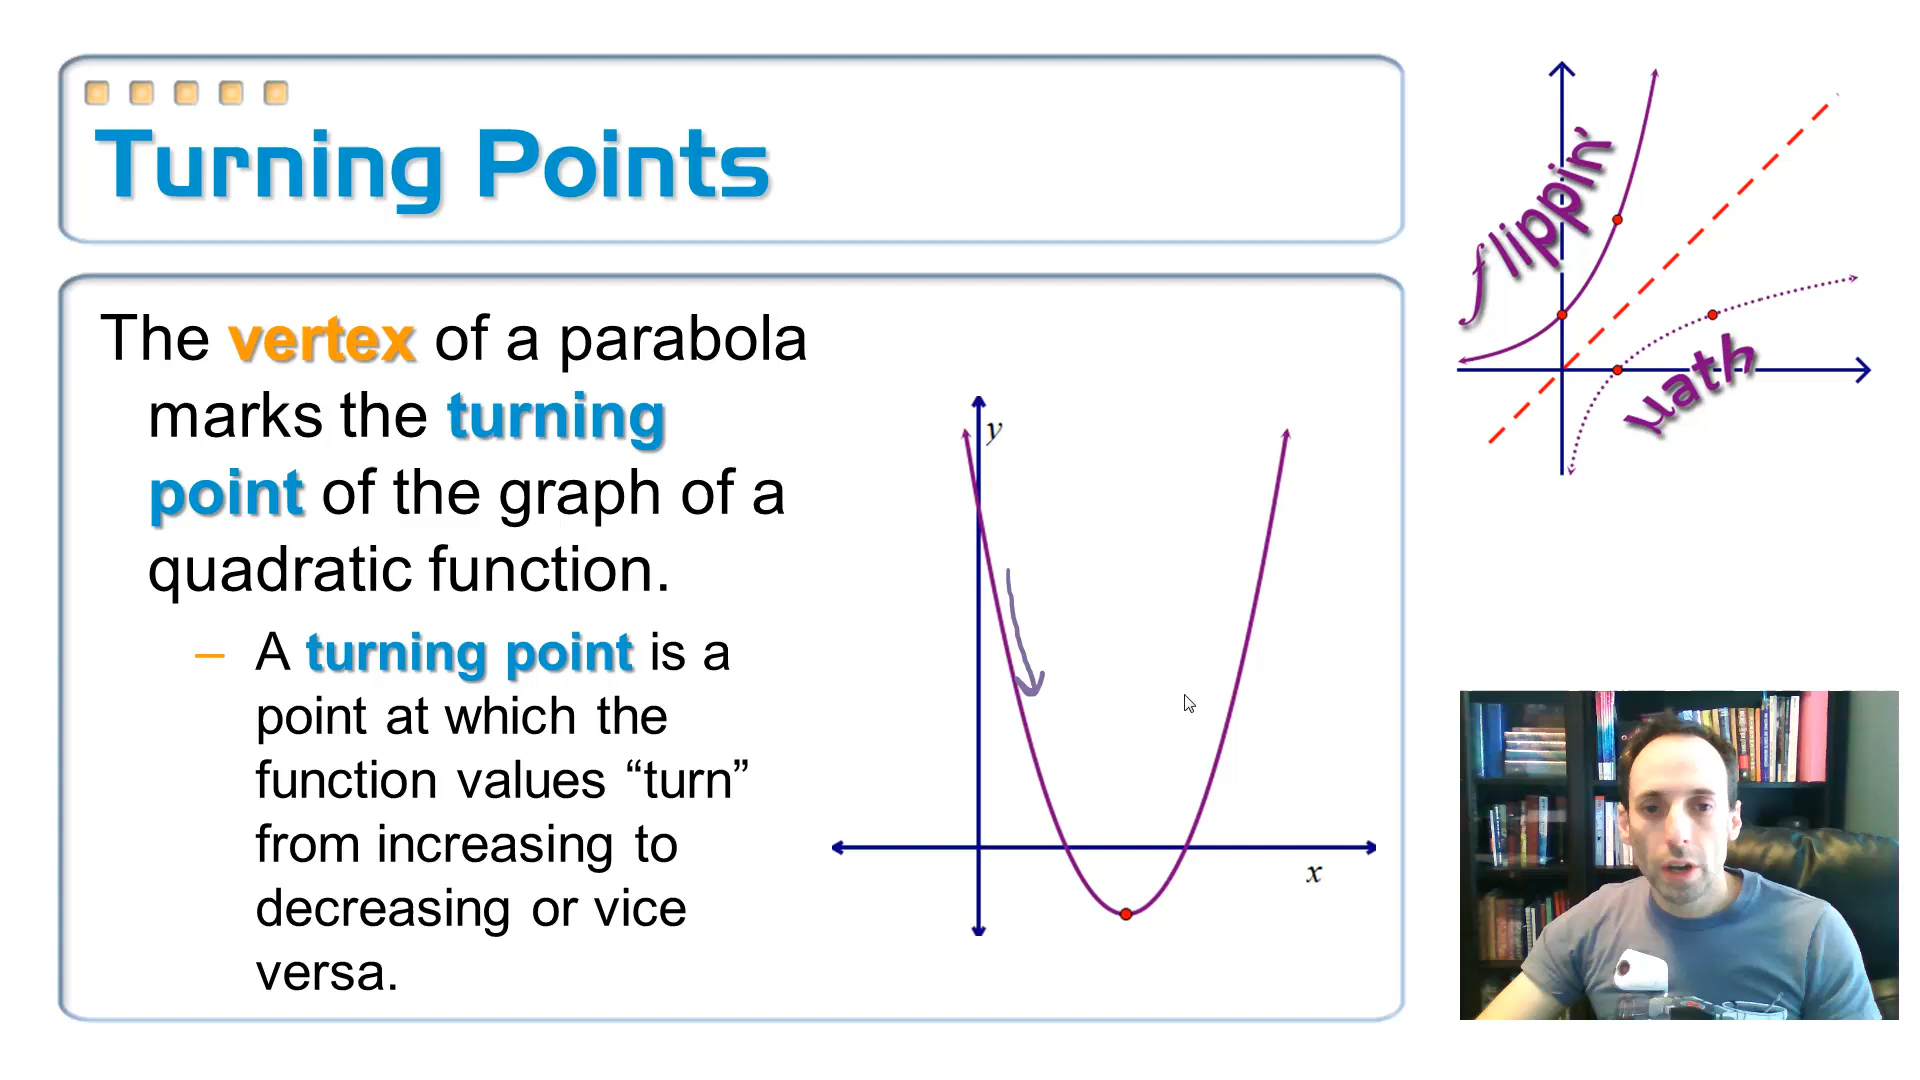 Turning Points
The vertex of a parabola
marks the turning
point of the graph of a
quadratic function.
– A turning point is a
point at which the
function values “turn”
from increasing to
decreasing or vice
versa.
y
x
flippin'
math